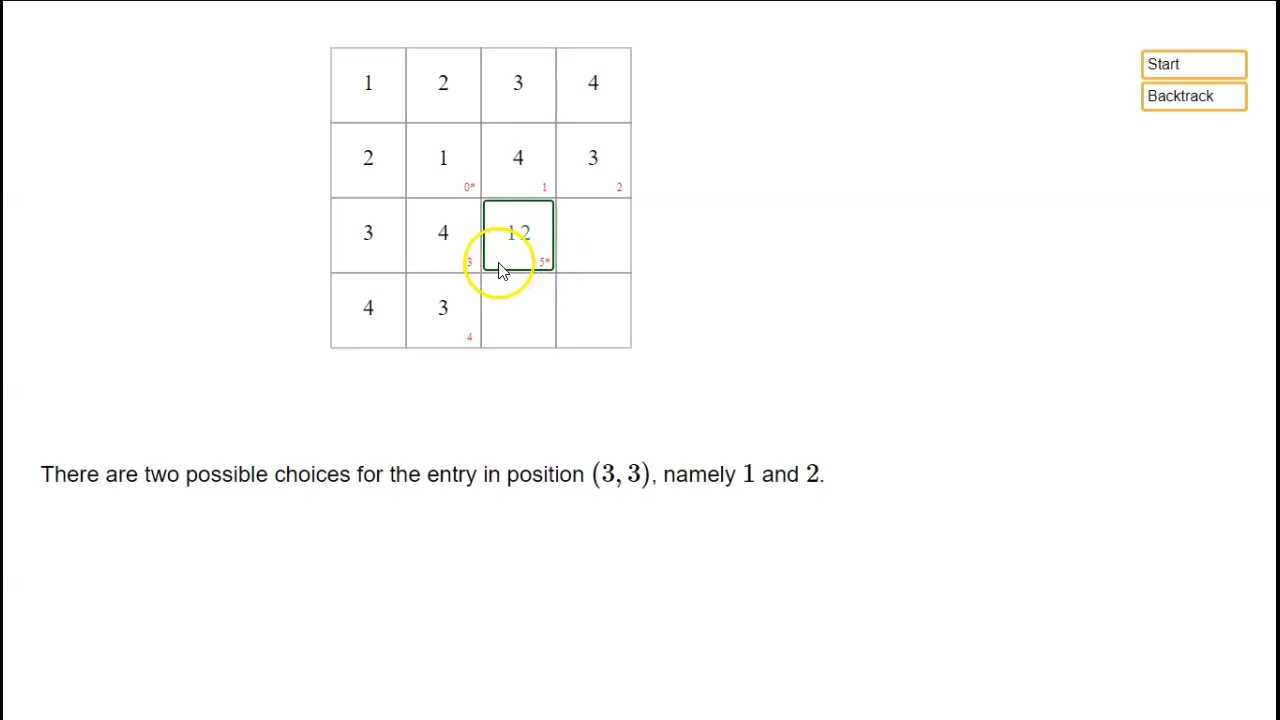 Start
Backtrack
1 2 3 4
2 1 4 3
0* 1 2
3 4 1 2
3 5*
4 3
4
There are two possible choices for the entry in position (3, 3), namely 1 and 2.